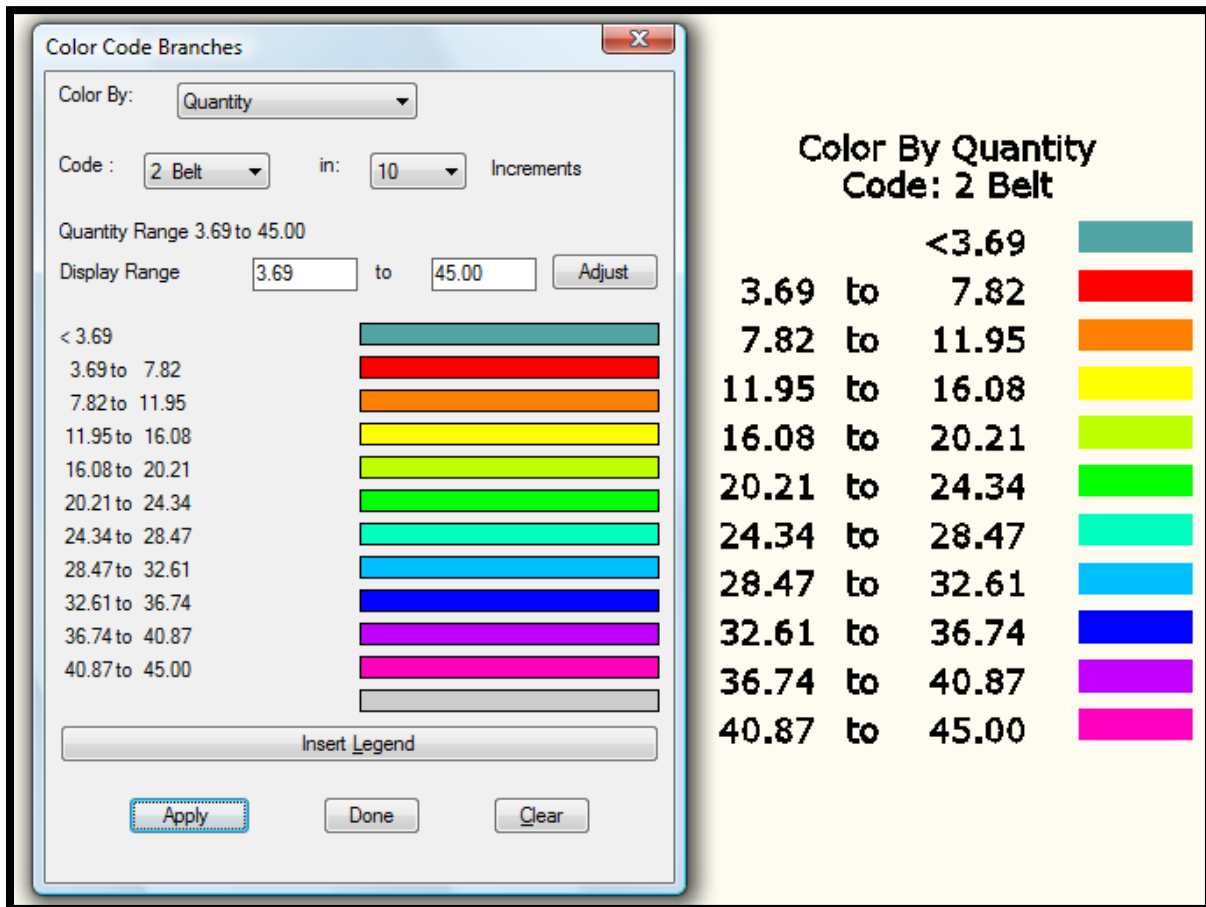 Color Code Branches
Color By: Quantity
Code : 2 Belt in: 10 Increments
Quantity Range 3.69 to 45.00
Display Range 3.69 to 45.00 Adjust
< 3.69
3.69 to 7.82
7.82 to 11.95
11.95 to 16.08
16.08 to 20.21
20.21 to 24.34
24.34 to 28.47
28.47 to 32.61
32.61 to 36.74
36.74 to 40.87
40.87 to 45.00
Insert Legend
Apply Done Clear
Color By Quantity
Code: 2 Belt
<3.69
3.69 to 7.82
7.82 to 11.95
11.95 to 16.08
16.08 to 20.21
20.21 to 24.34
24.34 to 28.47
28.47 to 32.61
32.61 to 36.74
36.74 to 40.87
40.87 to 45.00